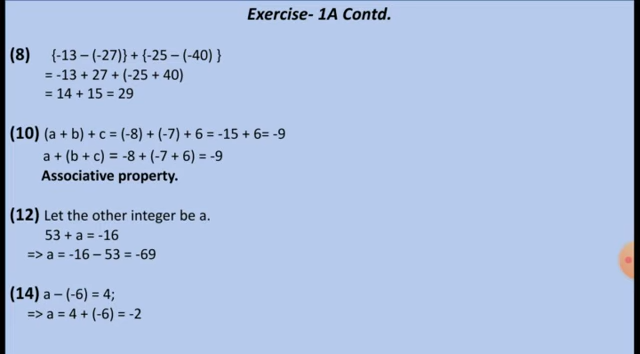 Exercise- 1A Contd.
(8) {-13 – (-27)} + {-25 – (-40) }
= -13 + 27 + (-25 + 40)
= 14 + 15 = 29
(10) (a + b) + c = (-8) + (-7) + 6 = -15 + 6= -9
a + (b + c) = -8 + (-7 + 6) = -9
Associative property.
(12) Let the other integer be a.
53 + a = -16
=> a = -16 – 53 = -69
(14) a – (-6) = 4;
=> a = 4 + (-6) = -2